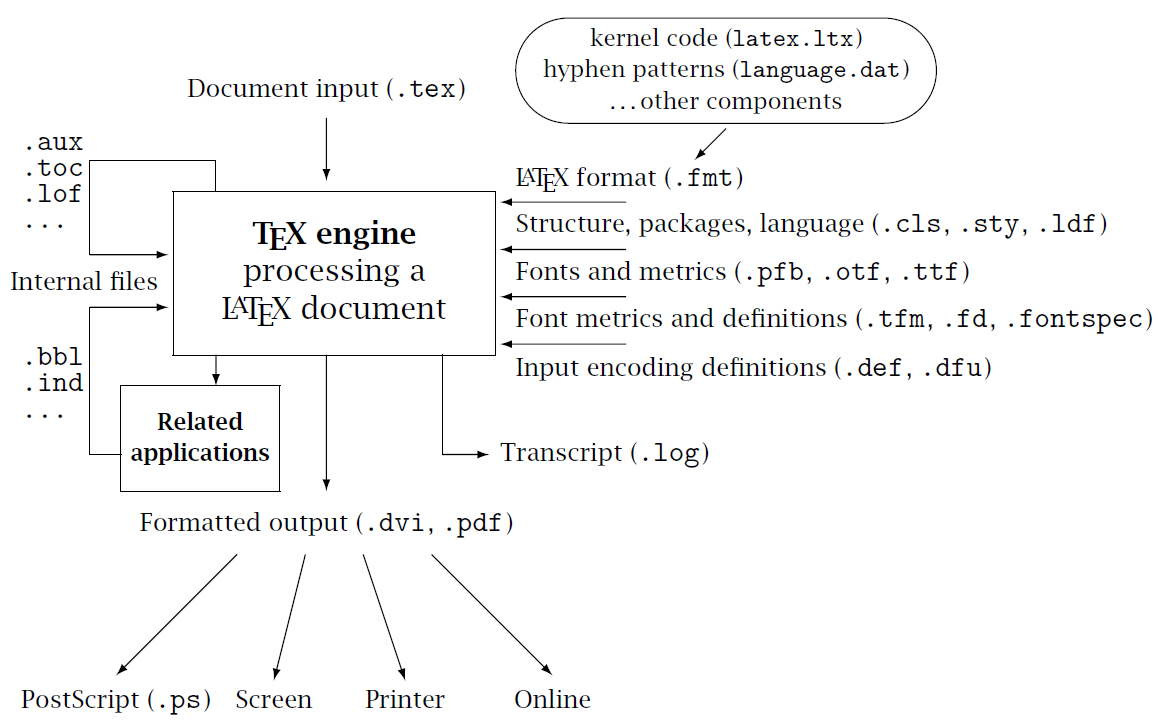 kernel code (latex.ltx)
hyphen patterns (language.dat)
...other components
Document input (.tex)
.aux
.toc
.lof
...
LATEX format (.fmt)
Structure, packages, language (.cls, .sty, .ldf)
TEX engine
processing a
LATEX document
Fonts and metrics (.pfb, .otf, .ttf)
Internal files
Font metrics and definitions (.tfm, .fd, .fontspec)
Input encoding definitions (.def, .dfu)
.bbl
.ind
...
Related
applications
Transcript (.log)
Formatted output (.dvi, .pdf)
PostScript (.ps)
Screen
Printer
Online